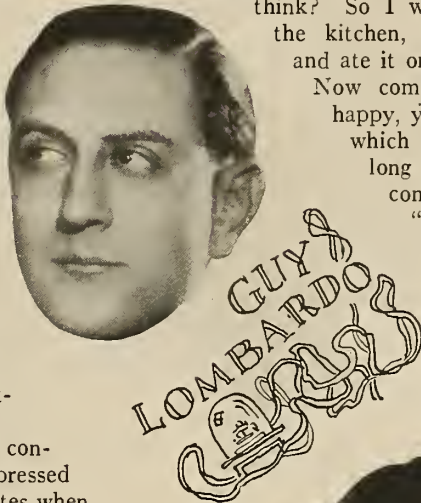 think? So I w
the kitchen,
and ate it or
Now com
happy, y
which
long
con
"
GUY
LOMBARDO
-
con-
pressed
tes when